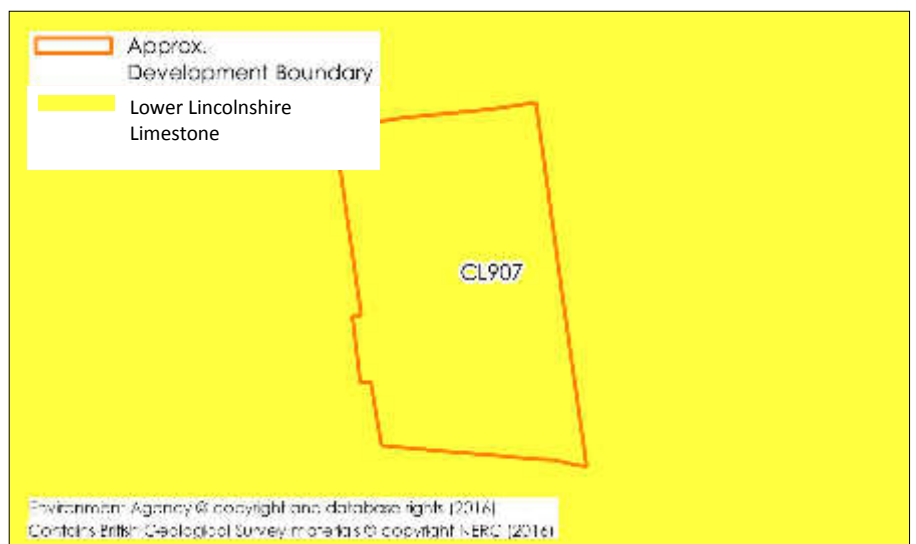 Approx.
Development Boundary
Lower Lincolnshire
Limestone
CL907
Environment Agency © copyright and database rights (2016)
Contains British Geological Survey materials © copyright NERC (2016)